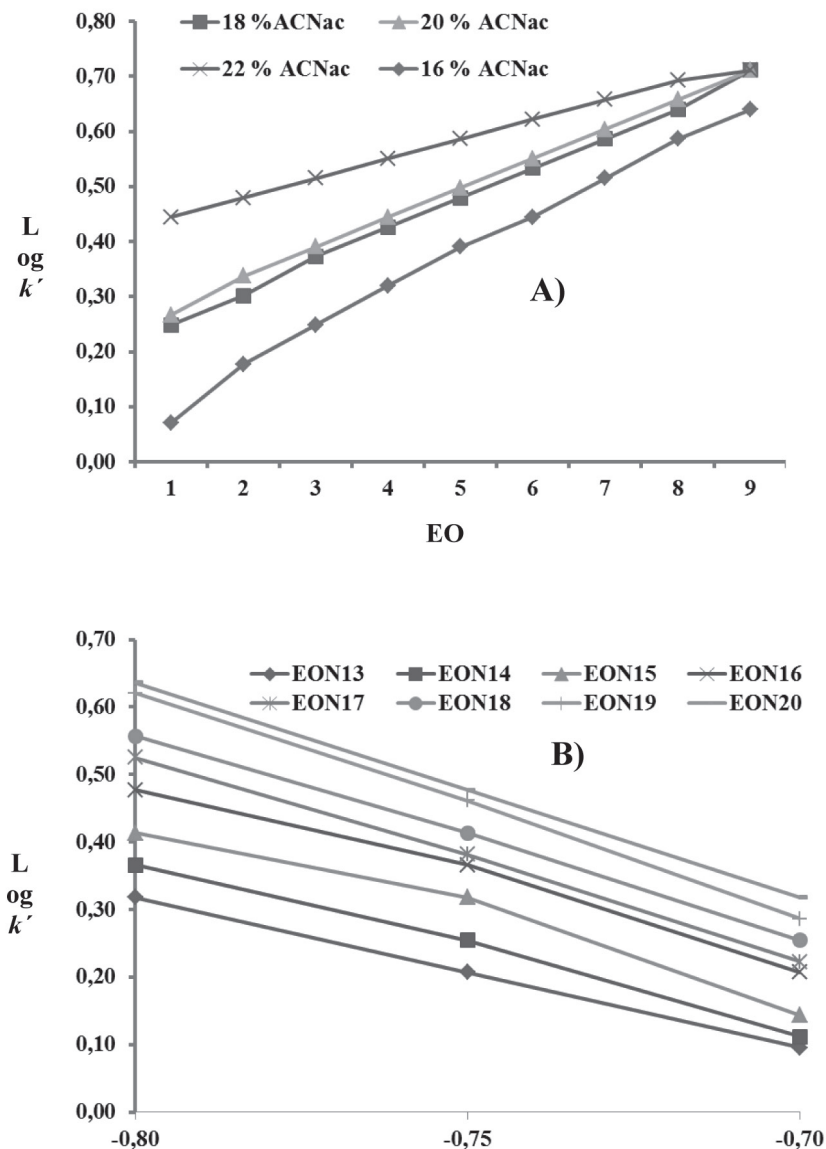 0,80
18 %ACNac 20 % ACNac
22 % ACNac 16 % ACNac
0,70
0,60
0,50
L
og
k´
0,40
A)
0,30
0,20
0,10
0,00
1 2 3 4 5 6 7 8 9
EO
0,70
EON13 EON14 EON15 EON16
EON17 EON18 EON19 EON20
0,60
B)
0,50
0,40
L
og
k´
0,30
0,20
0,10
0,00
-0,80 -0,75 -0,70